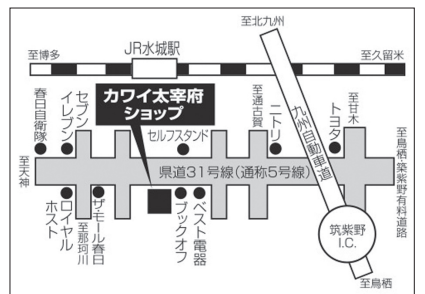 至北九州
至博多
JR水城駅
至久留米
カワイ太宰府
ショップ
春日自衛隊
セブン
イレブン
セルフスタンド
至通古賀
ニトリ
九州自動車道
トヨタ
至甘木
至鳥栖・筑紫野有料道路
至天神
県道31号線(通称5号線)
ロイヤル
ホスト
ザ・モール春日
至那珂川
ブックオフ
ベスト電器
筑紫野
I.C.
至鳥栖